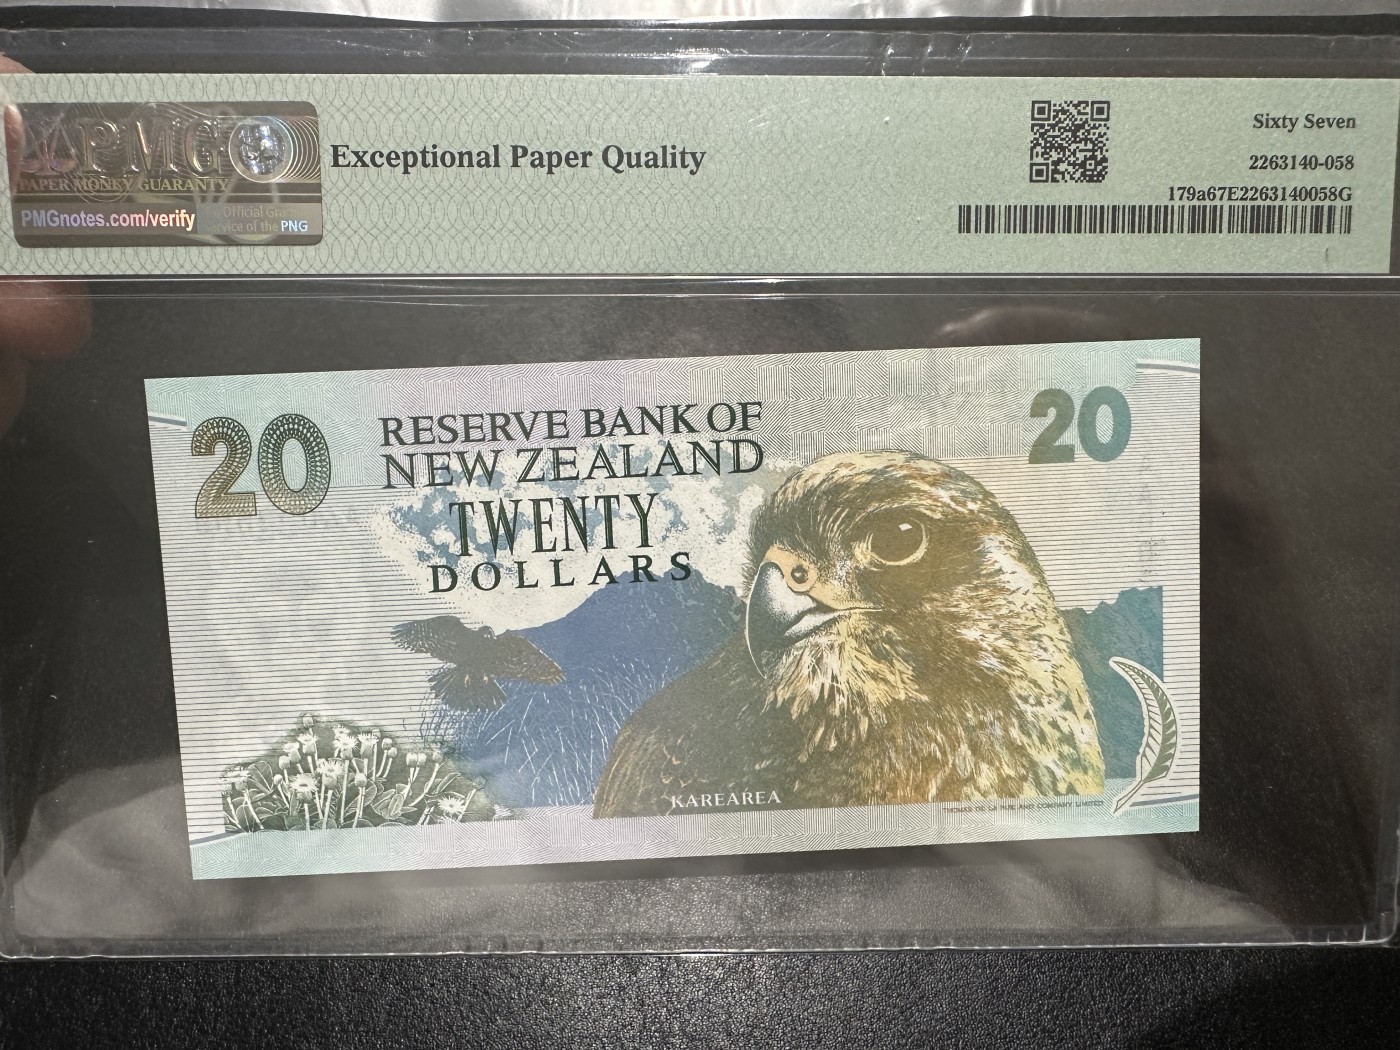 PMG
PAPER MONEY GUARANTY
PMGnotes.com/verify
Official
Service of the PNG
Exceptional Paper Quality
Sixty Seven
2263140-058
179a67E2263140058G
20
RESERVE BANK OF
NEW ZEALAND
TWENTY
DOLLARS
20
KAREAREA
THOMAS DE LA RUE AND COMPANY LIMITED